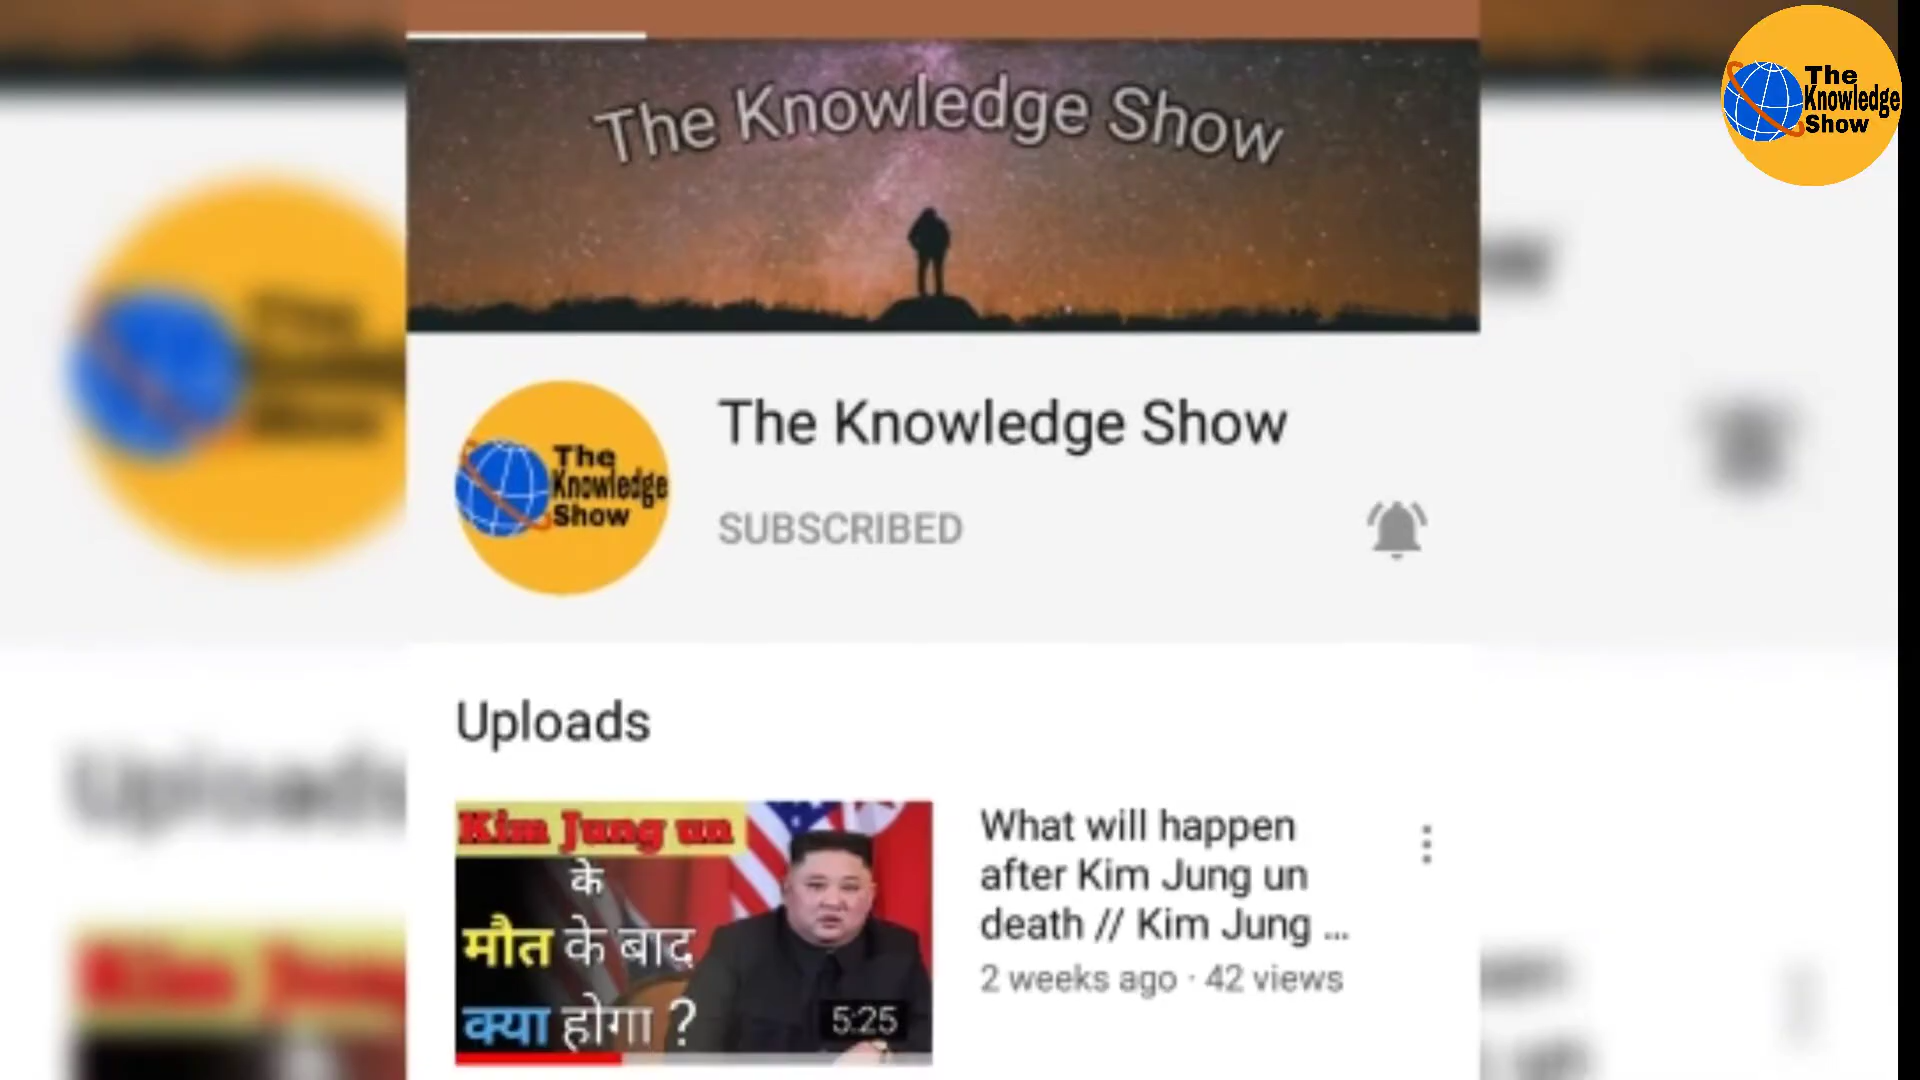 The Knowledge Show
The
Knowledge
Show
The Knowledge Show
SUBSCRIBED
The
Knowledge
Show
Uploads
Kim Jung un
के
मौत के बाद
क्या होगा ?
5:25
What will happen
after Kim Jung un
death // Kim Jung ...
2 weeks ago · 42 views